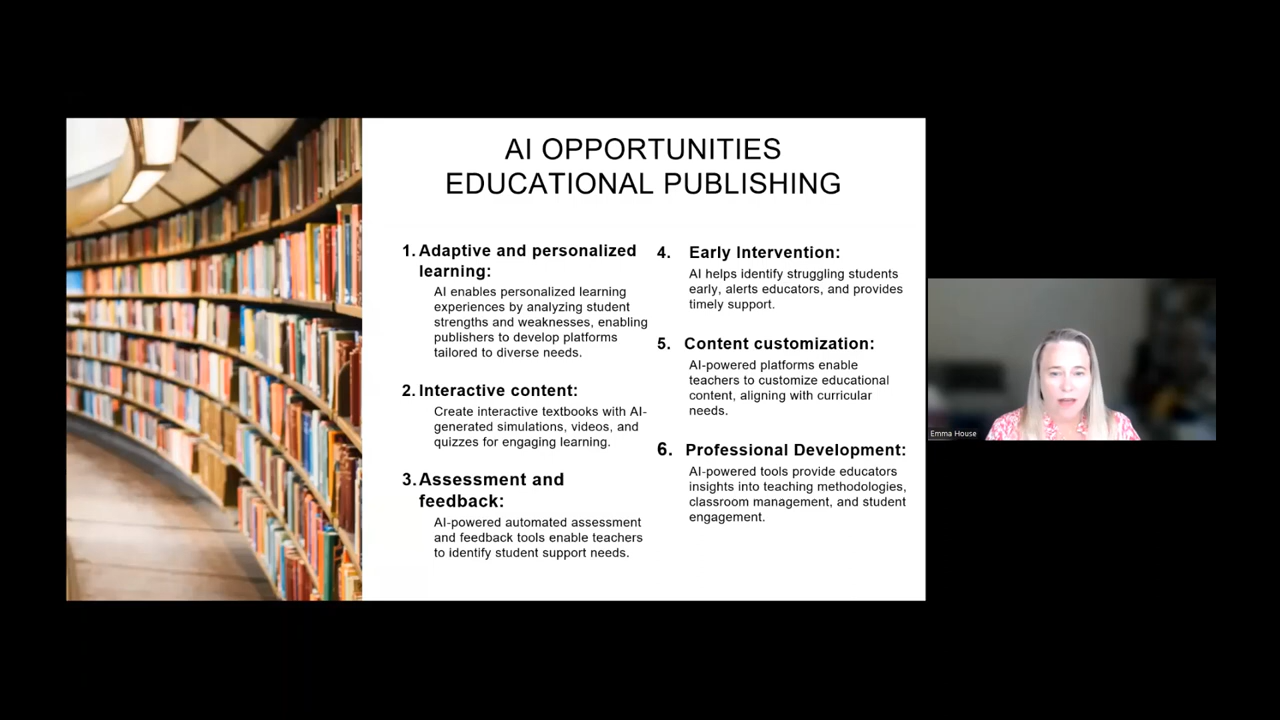 AI OPPORTUNITIES
EDUCATIONAL PUBLISHING
1. Adaptive and personalized
learning:
AI enables personalized learning
experiences by analyzing student
strengths and weaknesses, enabling
publishers to develop platforms
tailored to diverse needs.
2. Interactive content:
Create interactive textbooks with AI-
generated simulations, videos, and
quizzes for engaging learning.
3. Assessment and
feedback:
AI-powered automated assessment
and feedback tools enable teachers
to identify student support needs.
4. Early Intervention:
AI helps identify struggling students
early, alerts educators, and provides
timely support.
5. Content customization:
AI-powered platforms enable
teachers to customize educational
content, aligning with curricular
needs.
6. Professional Development:
AI-powered tools provide educators
insights into teaching methodologies,
classroom management, and student
engagement.
Emma House